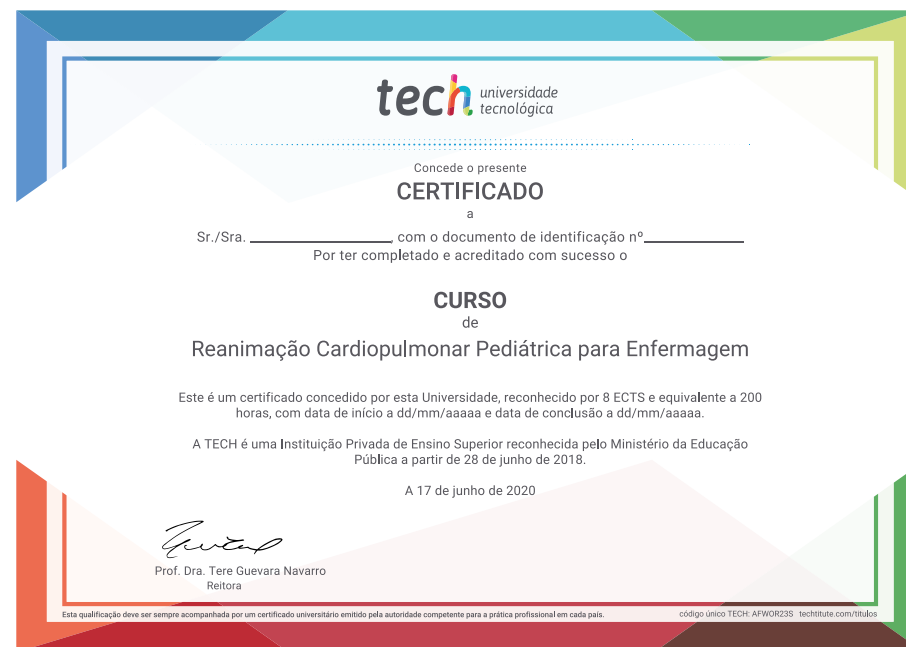 tech universidade
tecnológica
Concede o presente
CERTIFICADO
a
Sr./Sra. ________________, com o documento de identificação nº____________
Por ter completado e acreditado com sucesso o
CURSO
de
Reanimação Cardiopulmonar Pediátrica para Enfermagem
Este é um certificado concedido por esta Universidade, reconhecido por 8 ECTS e equivalente a 200
horas, com data de início a dd/mm/aaaaa e data de conclusão a dd/mm/aaaaa.
A TECH é uma Instituição Privada de Ensino Superior reconhecida pelo Ministério da Educação
Pública a partir de 28 de junho de 2018.
A 17 de junho de 2020
Prof. Dra. Tere Guevara Navarro
Reitora
Esta qualificação deve ser sempre acompanhada por um certificado universitário emitido pela autoridade competente para a prática profissional em cada país.
código único TECH: AFWOR23S techtitute.com/titulos